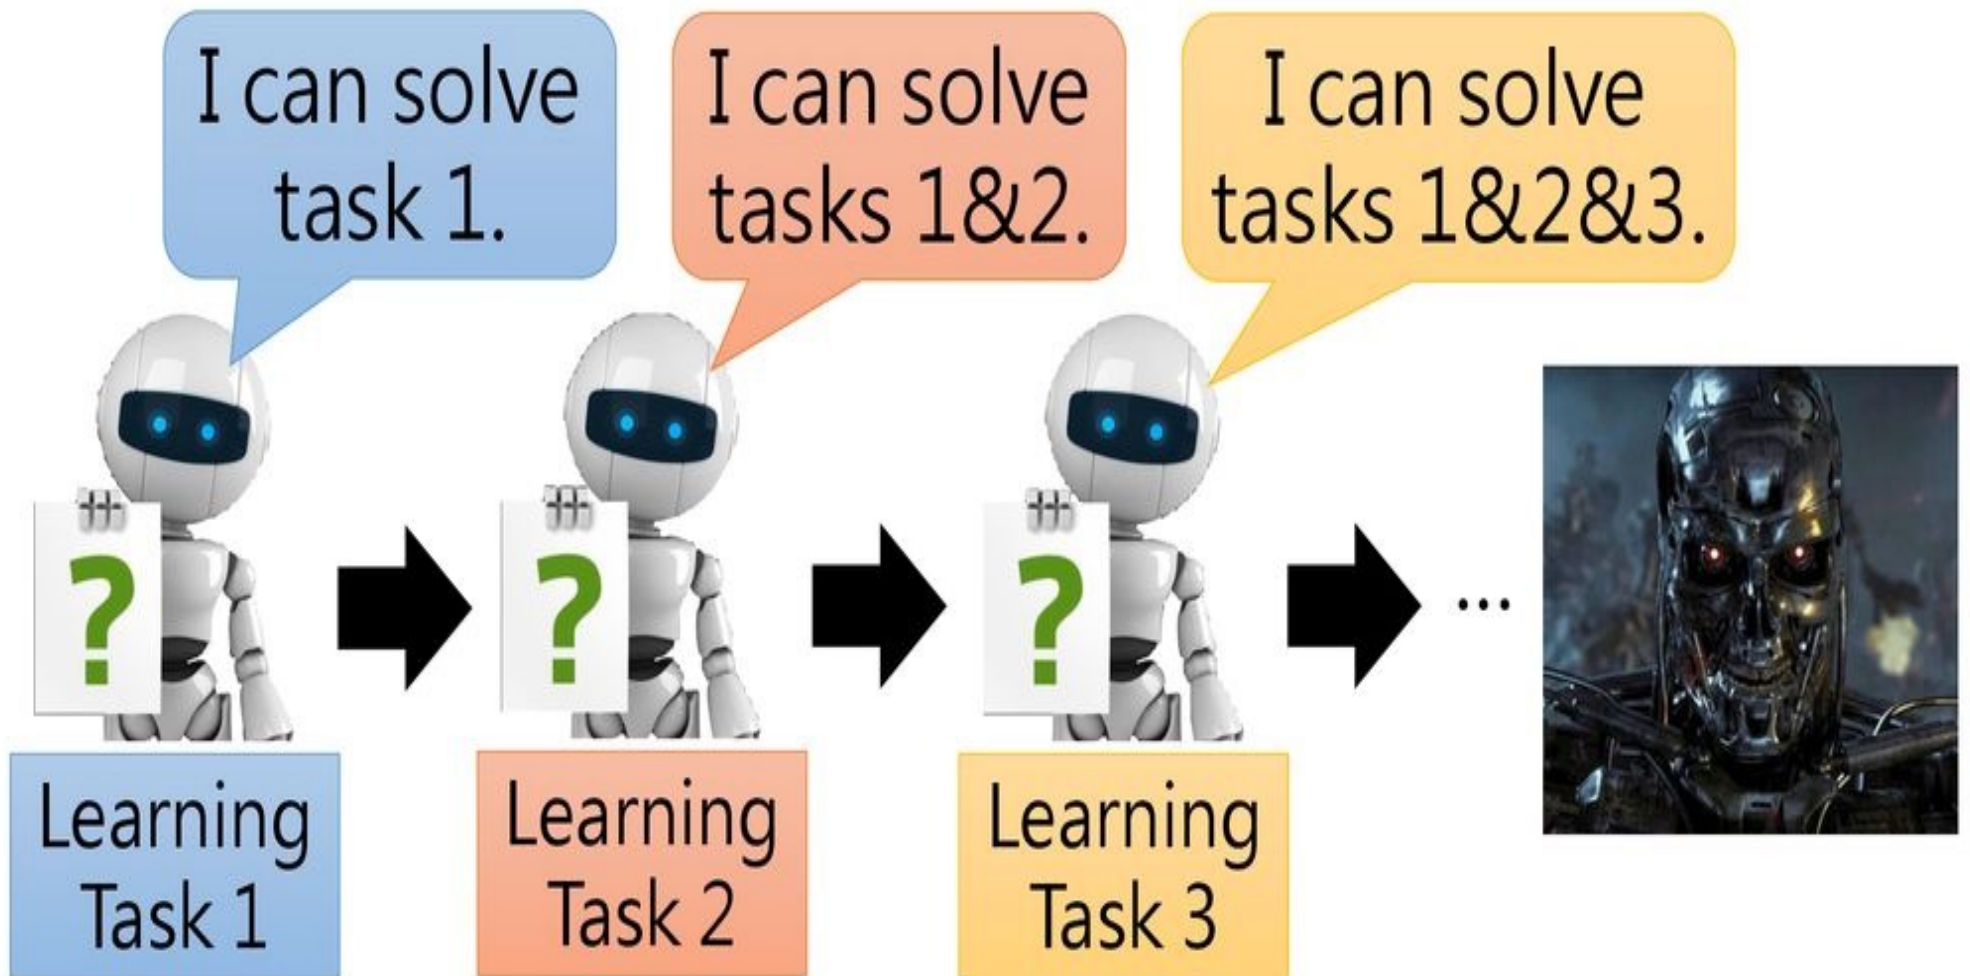 I can solve
task 1.
I can solve
tasks 1&2.
I can solve
tasks 1&2&3.
?
?
?
...
Learning
Task 1
Learning
Task 2
Learning
Task 3